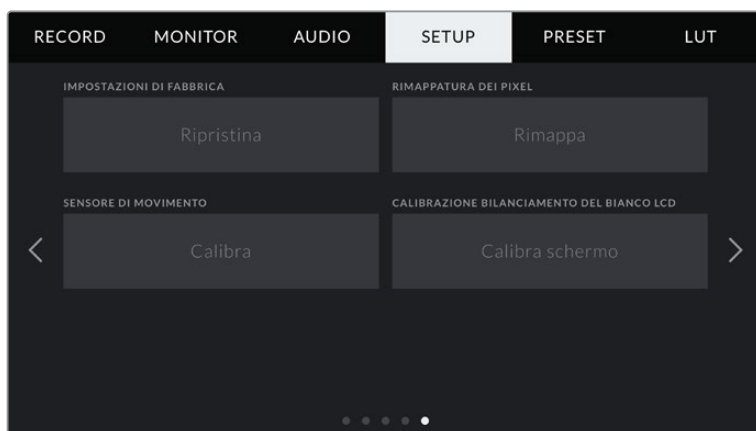 RECORD MONITOR AUDIO SETUP PRESET LUT
IMPOSTAZIONI DI FABBRICA RIMAPPATURA DEI PIXEL
Ripristina Rimappa
SENSORE DI MOVIMENTO CALIBRAZIONE BILANCIAMENTO DEL BIANCO LCD
Calibra Calibra schermo